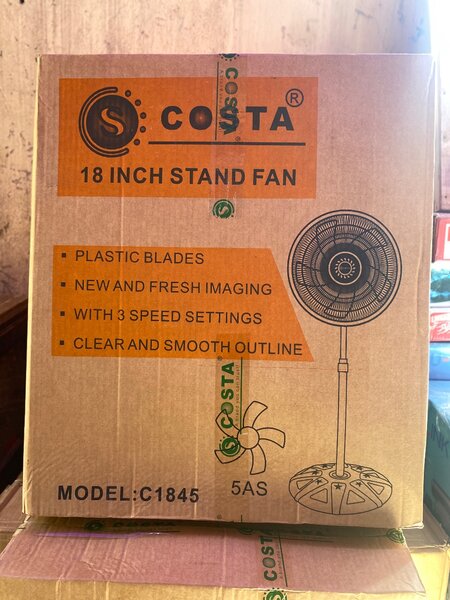 S COSTA®
18 INCH STAND FAN
COSTA
S
▪ PLASTIC BLADES
▪ NEW AND FRESH IMAGING
▪ WITH 3 SPEED SETTINGS
▪ CLEAR AND SMOOTH OUTLINE
COSTA
S
5AS
MODEL:C1845
COSTA